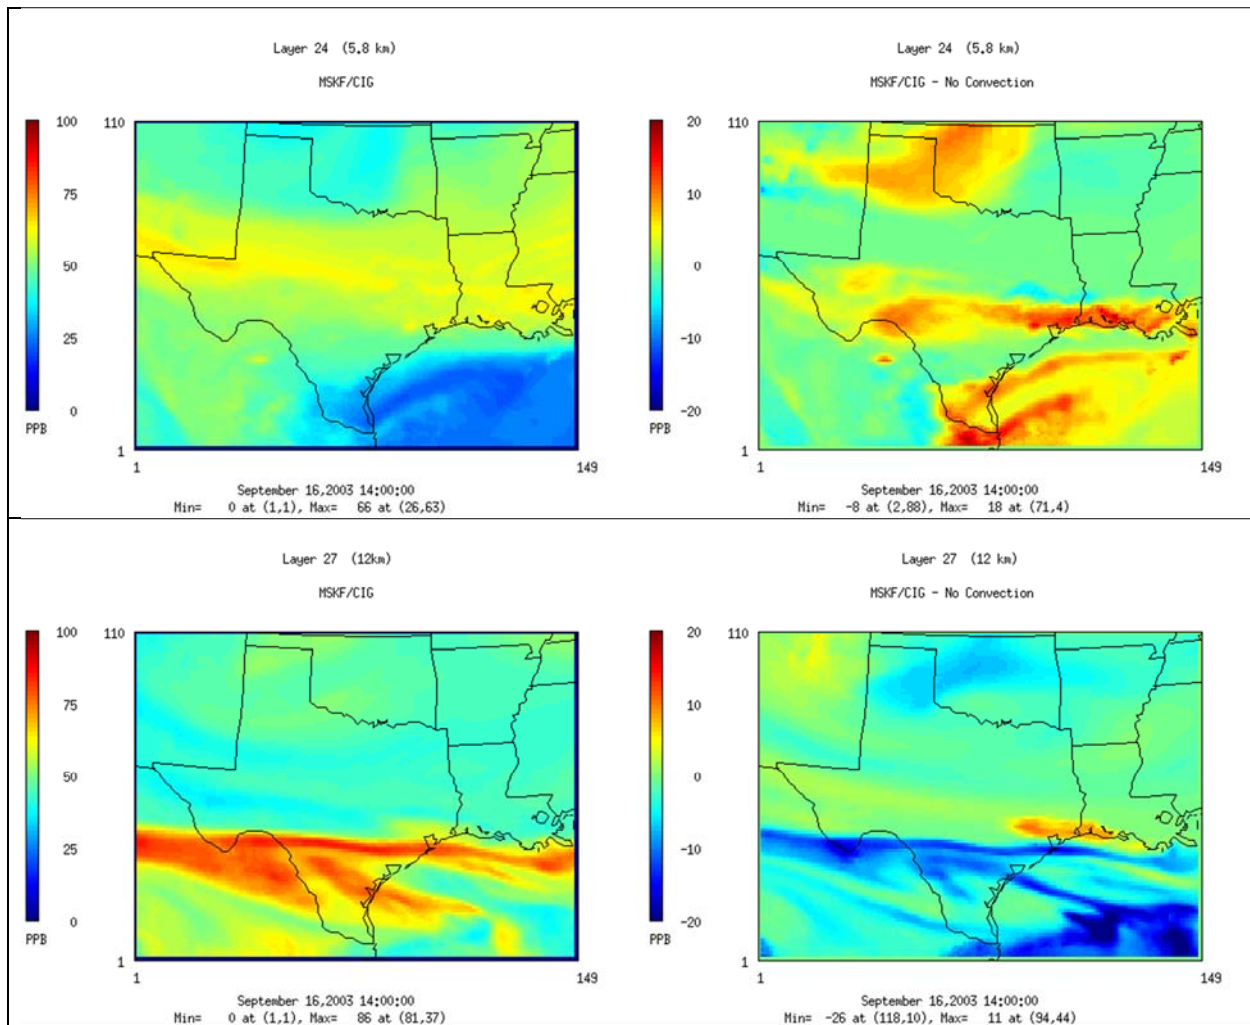 Layer 24 (5.8 km)
MSKF/CIG
100
75
50
25
0
PPB
110
1
1
149
September 16,2003 14:00:00
Min= 0 at (1,1), Max= 66 at (26,63)
Layer 24 (5.8 km)
MSKF/CIG - No Convection
20
10
0
-10
-20
PPB
110
1
1
149
September 16,2003 14:00:00
Min= -8 at (2,88), Max= 18 at (71,4)
Layer 27 (12km)
MSKF/CIG
100
75
50
25
0
PPB
110
1
1
149
September 16,2003 14:00:00
Min= 0 at (1,1), Max= 86 at (81,37)
Layer 27 (12 km)
MSKF/CIG - No Convection
20
10
0
-10
-20
PPB
110
1
1
149
September 16,2003 14:00:00
Min= -26 at (118,10), Max= 11 at (94,44)